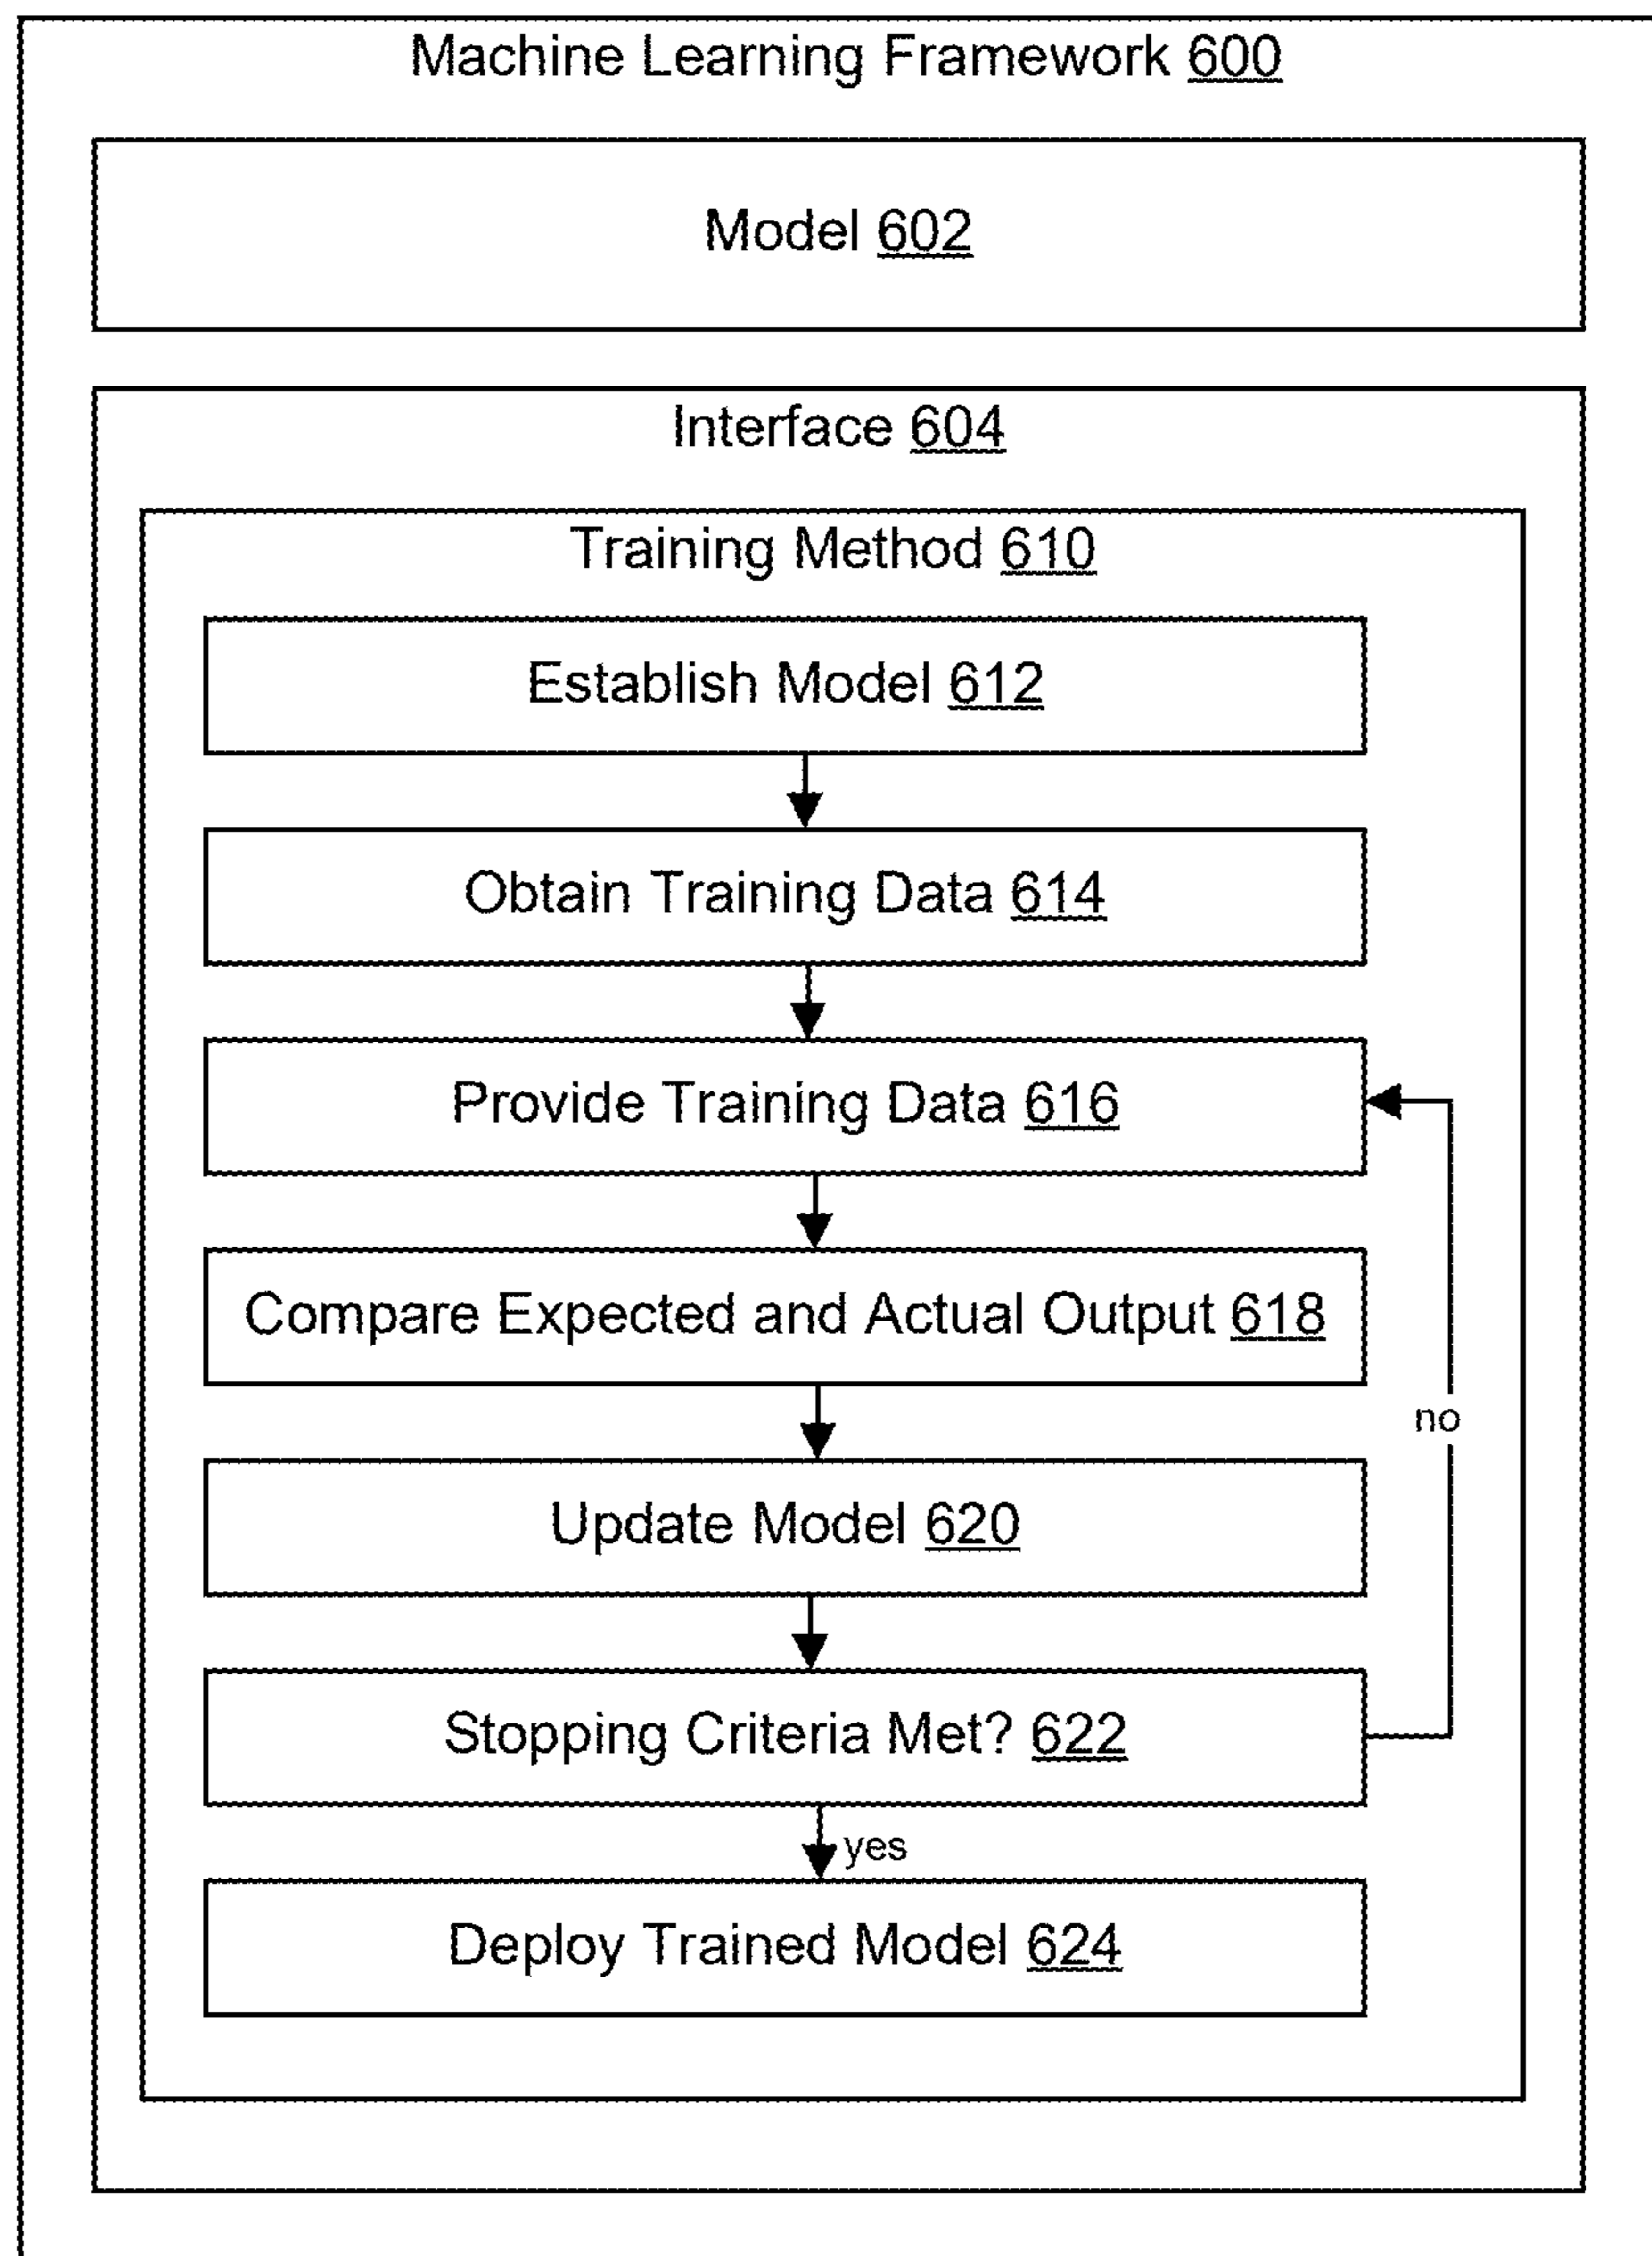 Machine Learning Framework 600
Model 602
Interface 604
Training Method 610
Establish Model 612
Obtain Training Data 614
Provide Training Data 616
Compare Expected and Actual Output 618
no
Update Model 620
Stopping Criteria Met? 622
yes
Deploy Trained Model 624